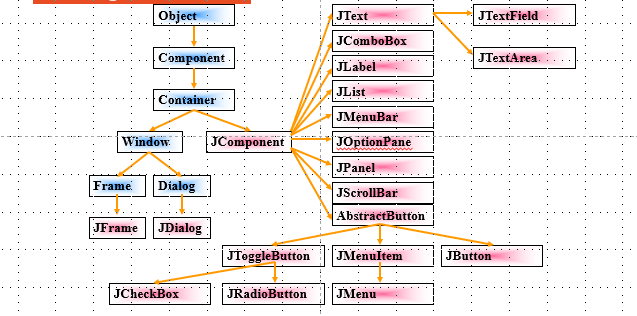 Object
Component
Container
Window
JComponent
Frame
Dialog
JFrame
JDialog
JText
JTextField
JComboBox
JLabel
JTextArea
JList
JMenuBar
JOptionPane
JPanel
JScrollBar
AbstractButton
JToggleButton
JMenuItem
JButton
JCheckBox
JRadioButton
JMenu